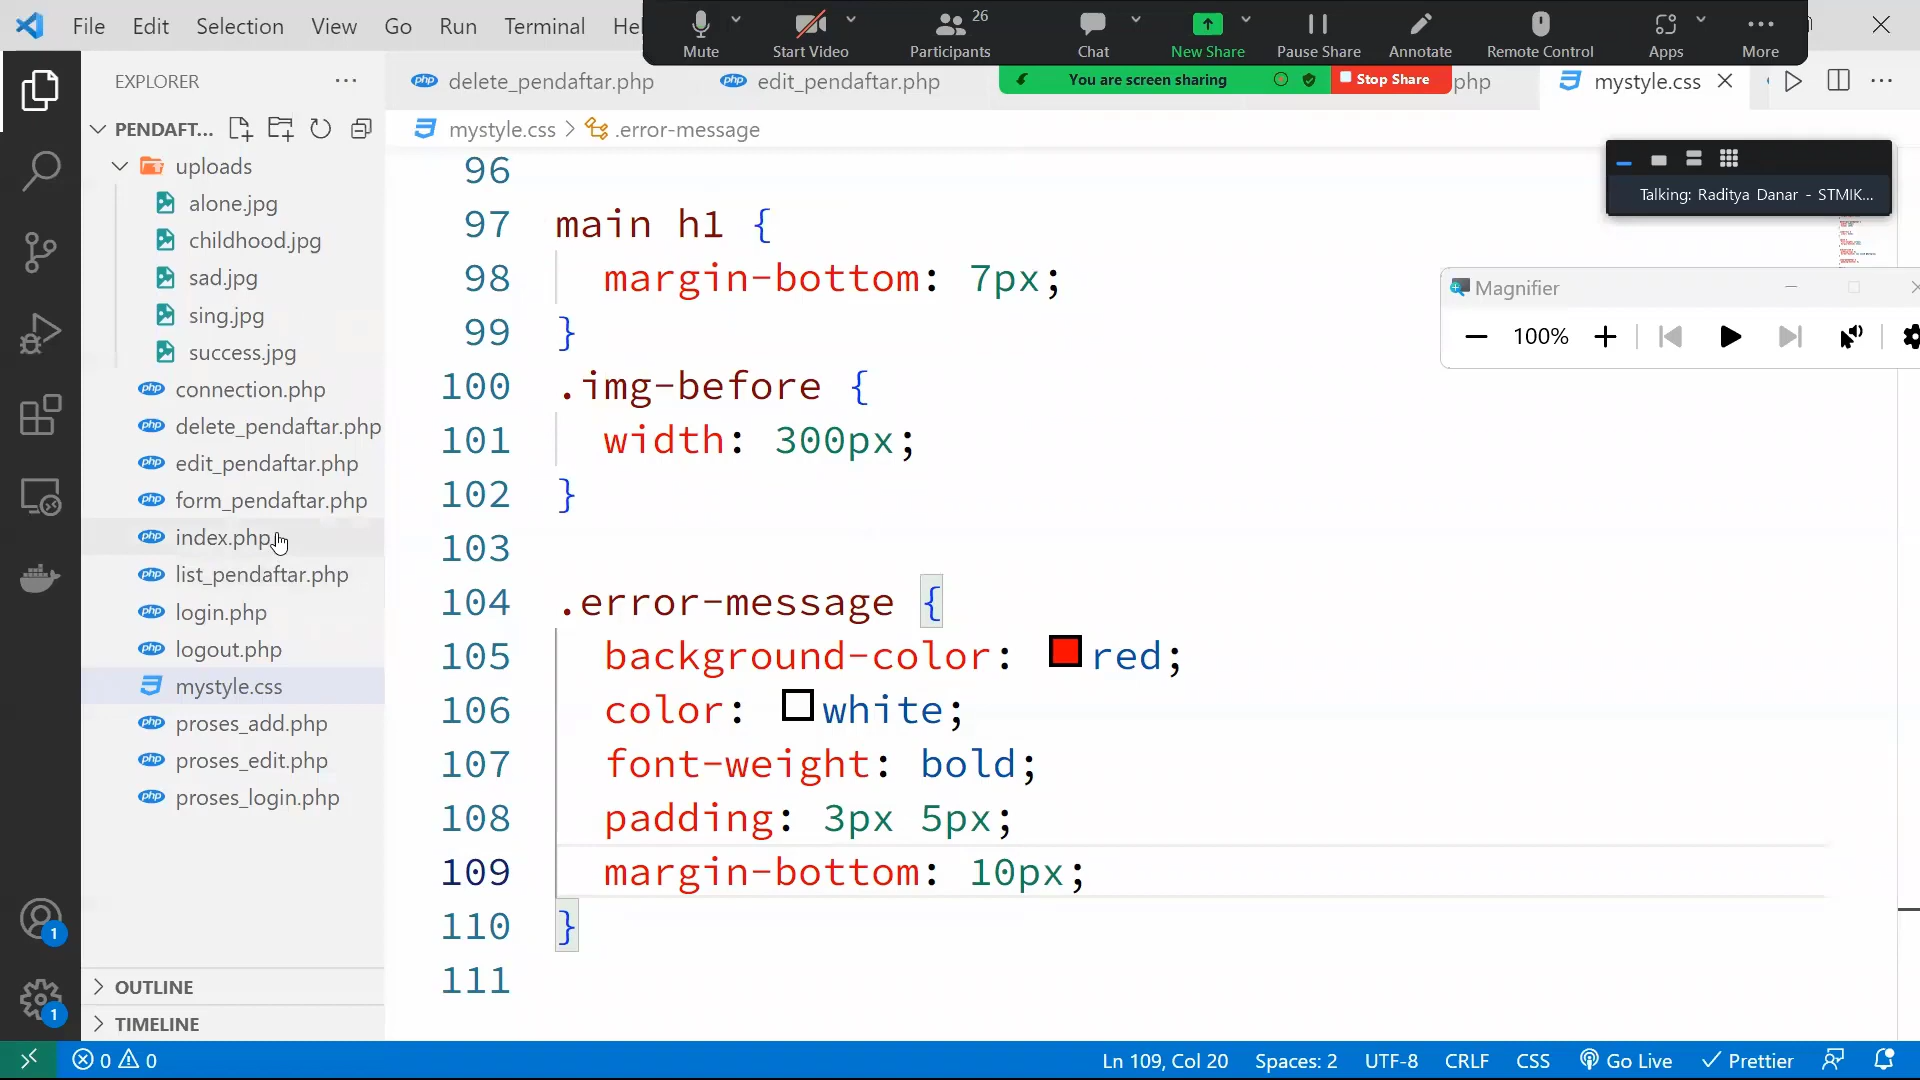 File Edit Selection View Go Run Terminal Hel
Mute
Start Video
Participants 26
Chat
New Share
Pause Share
Annotate
Remote Control
Apps
More
You are screen sharing
Stop Share
EXPLORER
delete_pendaftar.php
edit_pendaftar.php
php
mystyle.css
PENDAFT...
mystyle.css > .error-message
Talking: Raditya Danar - STMIK...
Magnifier
100%
uploads
alone.jpg
childhood.jpg
sad.jpg
sing.jpg
success.jpg
connection.php
delete_pendaftar.php
edit_pendaftar.php
form_pendaftar.php
index.php
list_pendaftar.php
login.php
logout.php
mystyle.css
proses_add.php
proses_edit.php
proses_login.php
OUTLINE
TIMELINE
96
97 main h1 {
98 margin-bottom: 7px;
99 }
100 .img-before {
101 width: 300px;
102 }
103
104 .error-message {
105 background-color: red;
106 color: white;
107 font-weight: bold;
108 padding: 3px 5px;
109 margin-bottom: 10px;
110 }
111
1
1
0 0
Ln 109, Col 20
Spaces: 2
UTF-8
CRLF
CSS
Go Live
Prettier